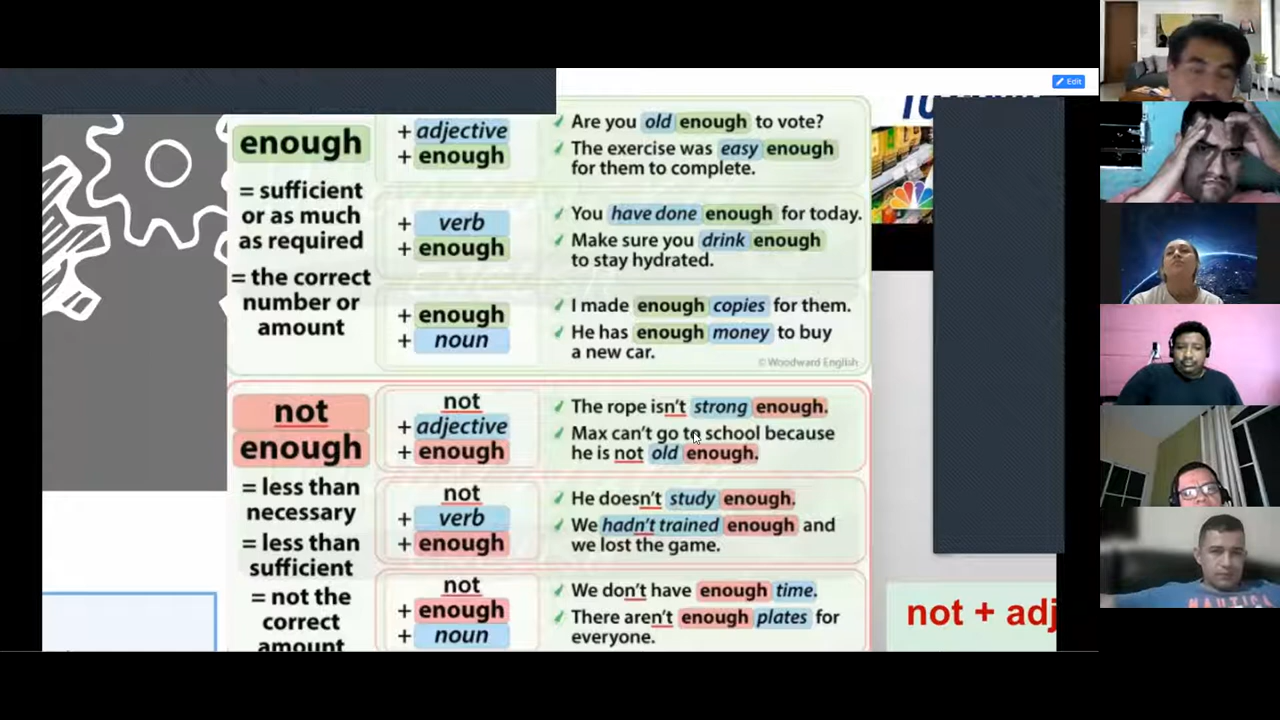 Edit
enough
= sufficient
or as much
as required
= the correct
number or
amount
+ adjective
+ enough
✓ Are you old enough to vote?
✓ The exercise was easy enough
for them to complete.
+ verb
+ enough
✓ You have done enough for today.
✓ Make sure you drink enough
to stay hydrated.
+ enough
+ noun
✓ I made enough copies for them.
✓ He has enough money to buy
a new car.
© Woodward English
not
enough
= less than
necessary
= less than
sufficient
= not the
correct
amount
not
+ adjective
+ enough
✓ The rope isn't strong enough.
✓ Max can't go to school because
he is not old enough.
not
+ verb
+ enough
✓ He doesn't study enough.
✓ We hadn't trained enough and
we lost the game.
not
+ enough
+ noun
✓ We don't have enough time.
✓ There aren't enough plates for
everyone.
not + adj
NAUTICA